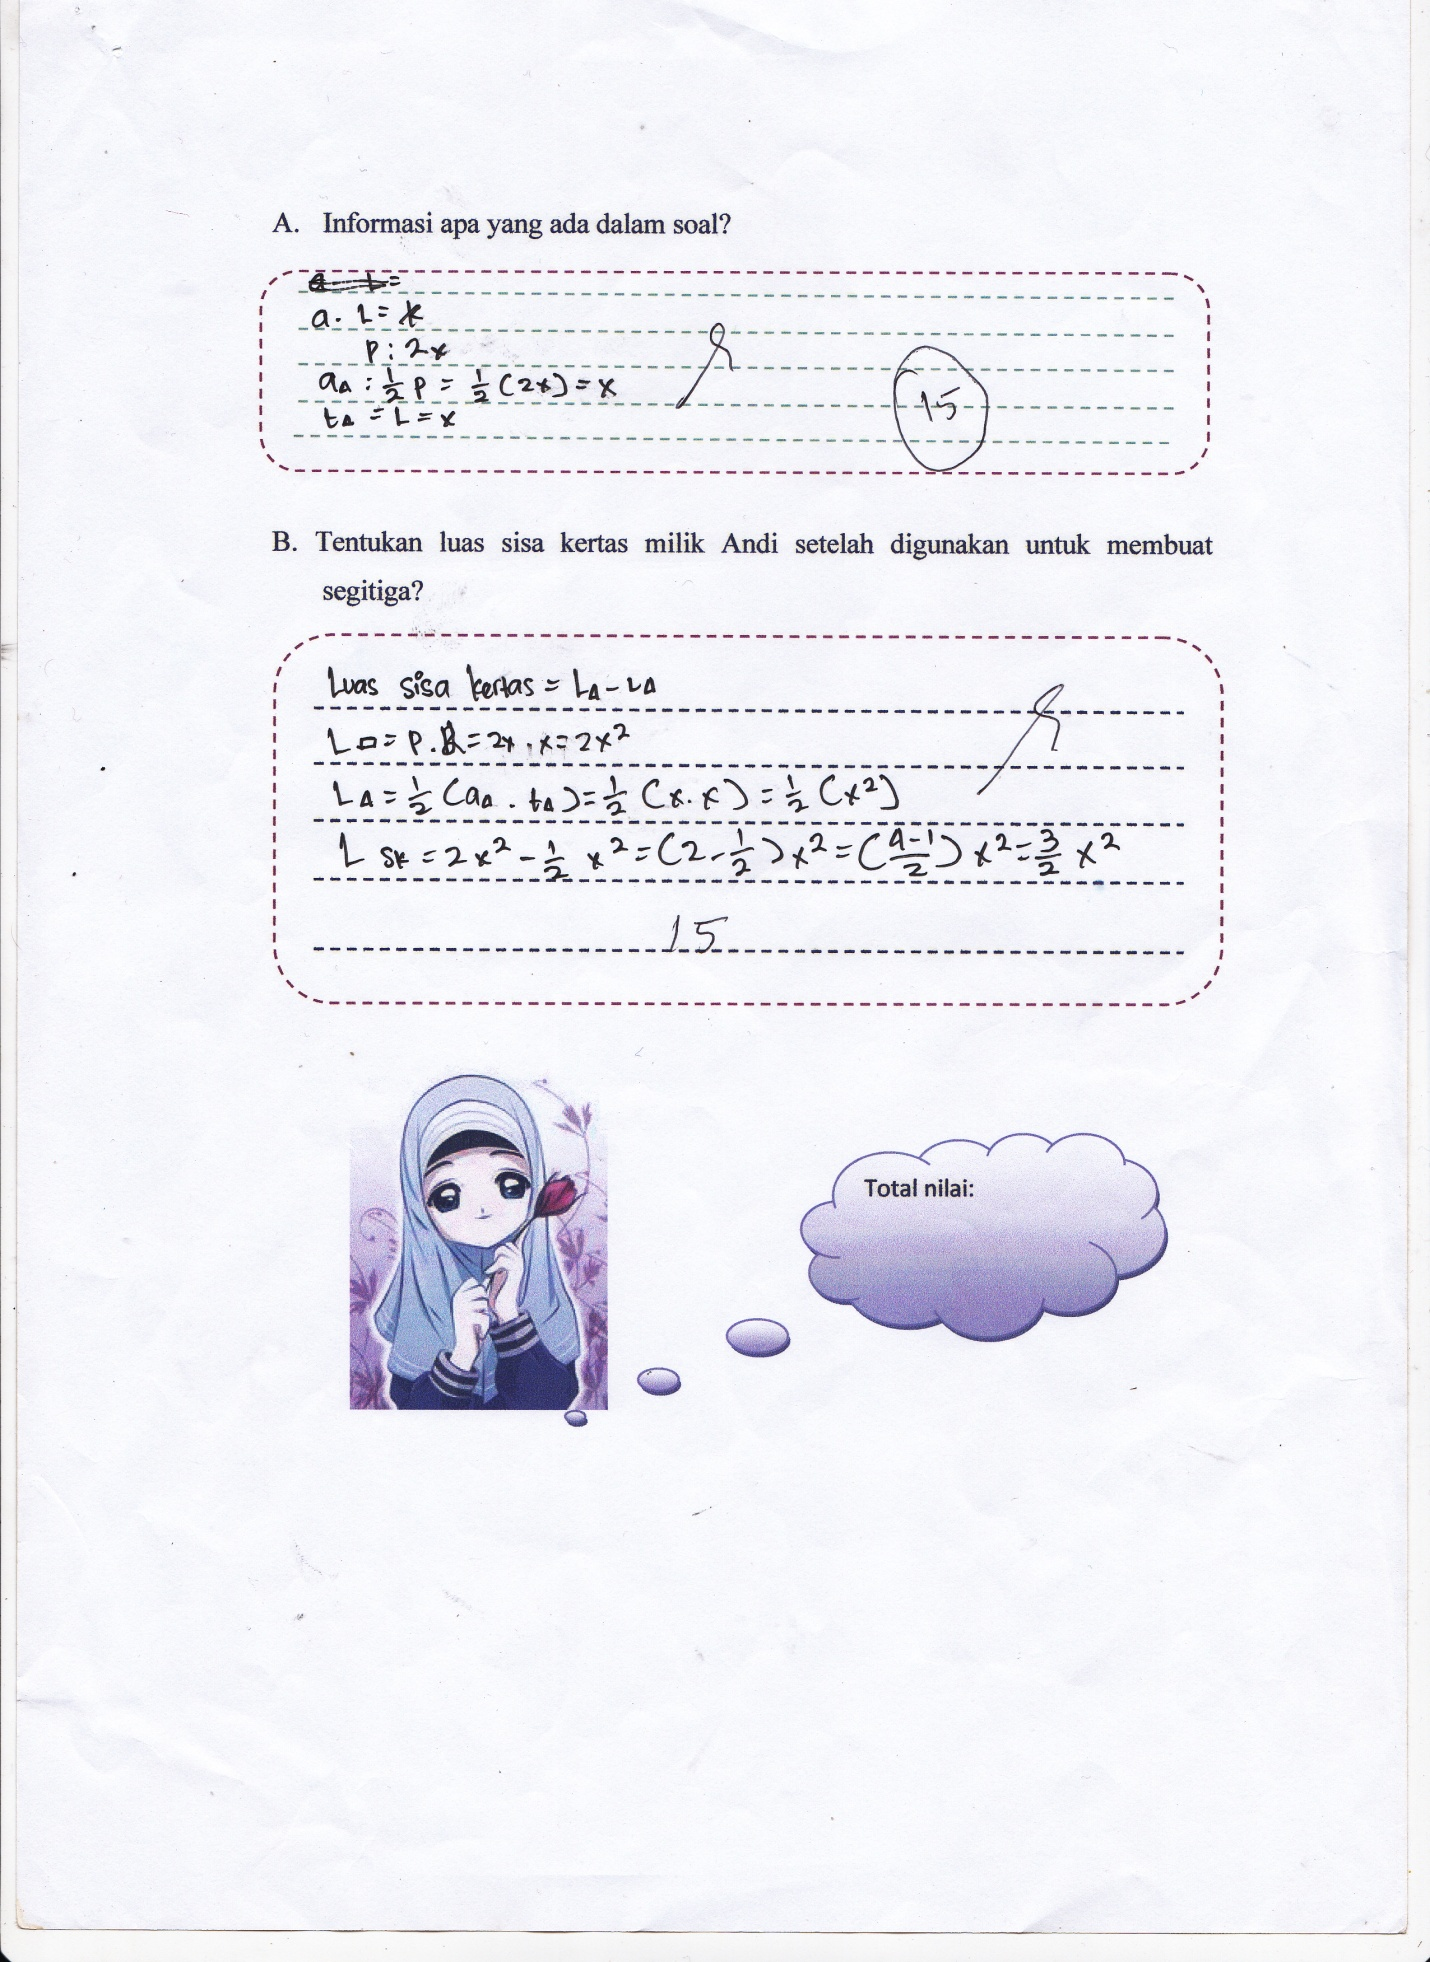 A. Informasi apa yang ada dalam soal?
a. L = x
P : 2x
a△ : 1/2 P = 1/2 (2x) = x
t△ = L = x
15
B. Tentukan luas sisa kertas milik Andi setelah digunakan untuk membuat
segitiga?
Luas sisa kertas = L△ - L△
L □ = P . l = 2x . x = 2x²
L△ = 1/2 (a△ . t△) = 1/2 (x . x) = 1/2 (x²)
L SK = 2x² - 1/2 x² = (2 - 1/2) x² = (4-1/2) x² = 3/2 x²
15
Total nilai: